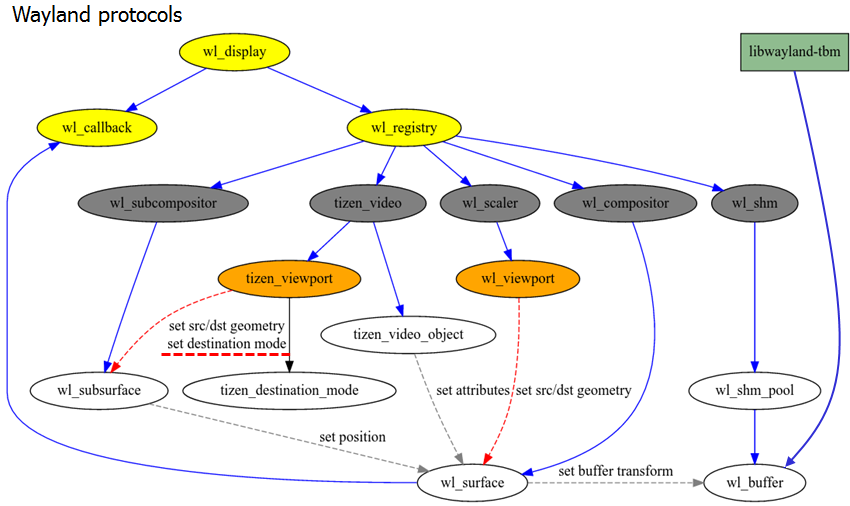 Wayland protocols
wl_display
libwayland-tbm
wl_callback
wl_registry
wl_subcompositor
tizen_video
wl_scaler
wl_compositor
wl_shm
tizen_viewport
wl_viewport
set src/dst geometry
set destination mode
tizen_video_object
wl_subsurface
tizen_destination_mode
set attributes
set src/dst geometry
wl_shm_pool
set position
wl_surface
set buffer transform
wl_buffer